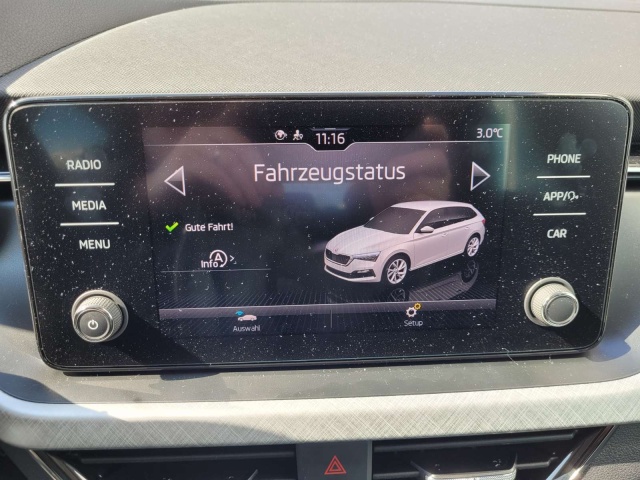 11:16
3.0°C
RADIO
MEDIA
MENU
Fahrzeugstatus
Gute Fahrt!
A
Info
Auswahl
Setup
PHONE
APP/
CAR